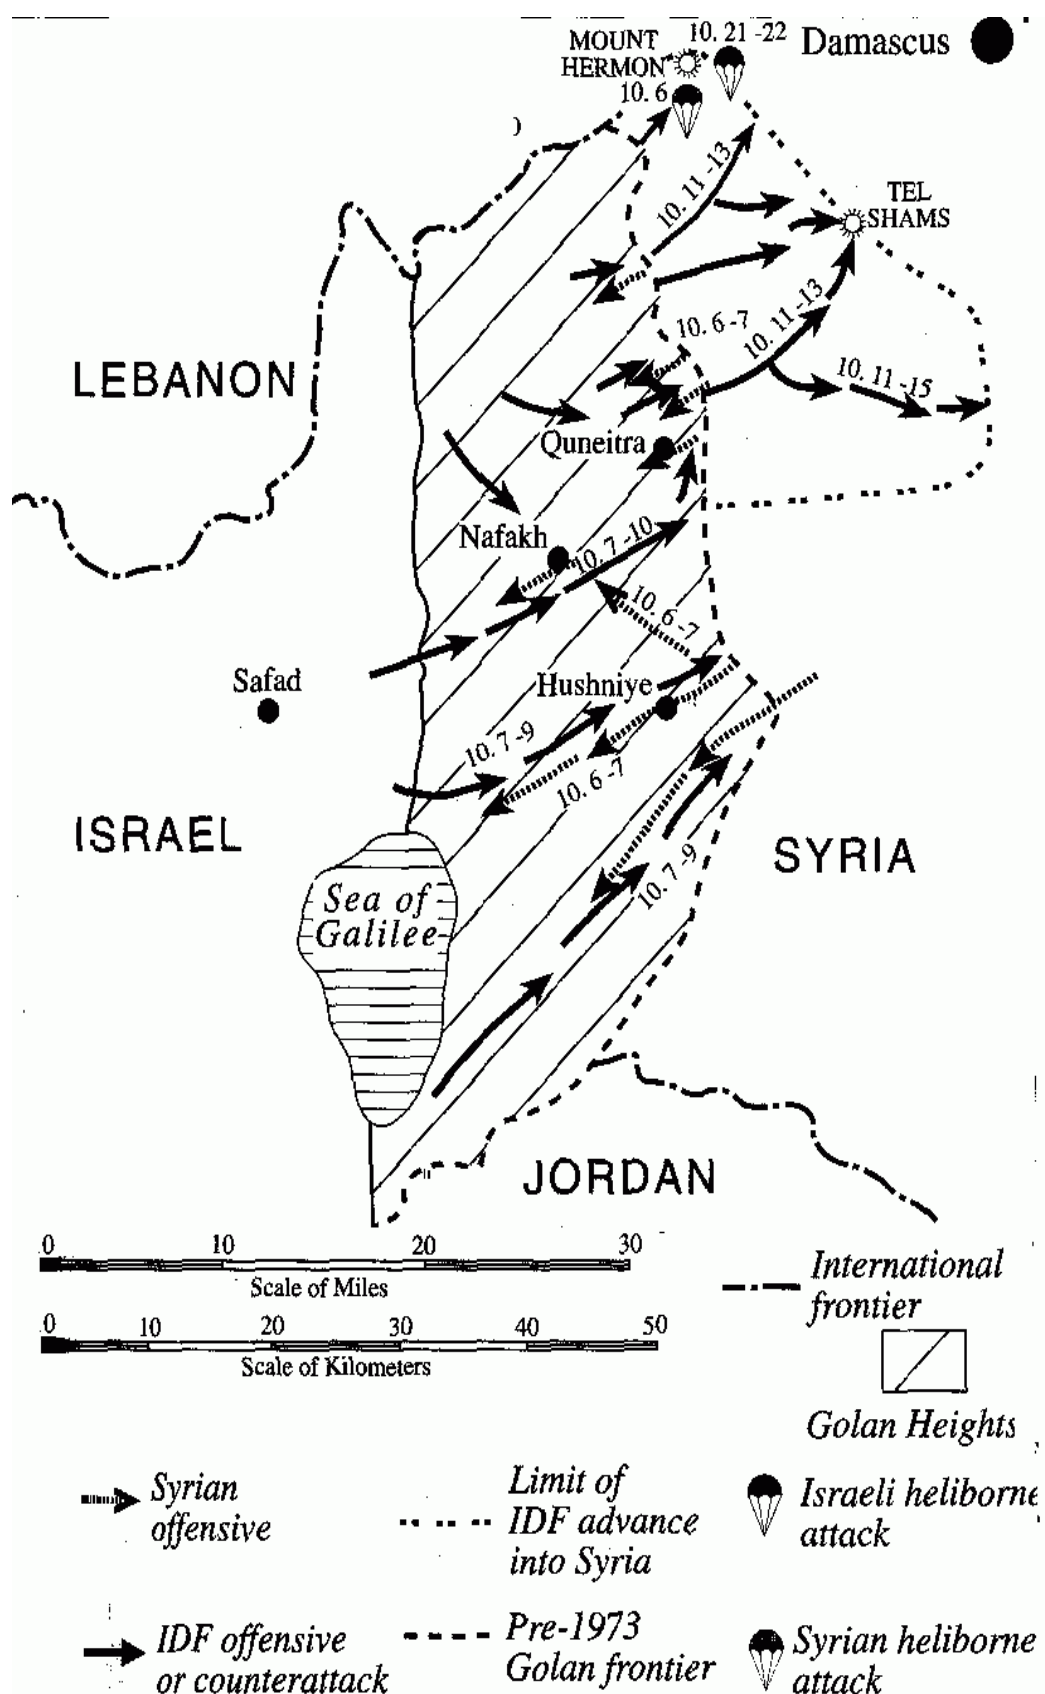 10. 21 -22
MOUNT
HERMON
Damascus
10. 6
10. 11 -13
TEL
SHAMS
10. 6 -7
10. 11 -13
10. 11 -15
LEBANON
Quneitra
Nafakh
10. 7 -10
10. 6 -7
Safad
Hushniye
10. 7 -9
10. 6 -7
ISRAEL
SYRIA
10. 7 -9
Sea of
Galilee
JORDAN
0 10 20 30
Scale of Miles
0 10 20 30 40 50
Scale of Kilometers
International
frontier
Golan Heights
Syrian
offensive
Limit of
IDF advance
into Syria
Israeli heliborne
attack
IDF offensive
or counterattack
Pre-1973
Golan frontier
Syrian heliborne
attack